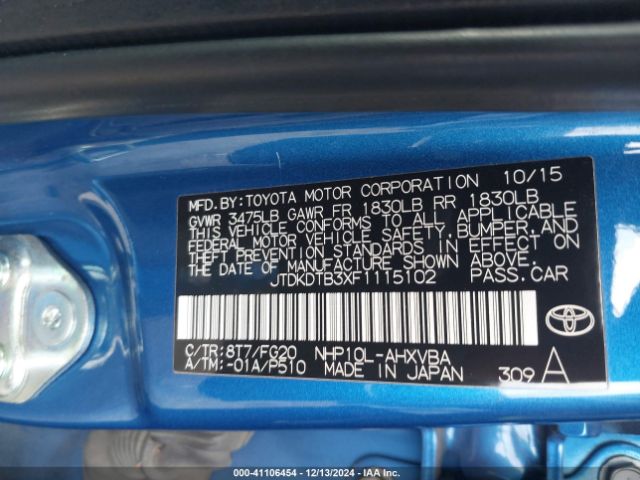 MFD.BY:TOYOTA MOTOR CORPORATION 10/15
GVWR 3475LB GAWR FR 1830LB RR 1830LB
THIS VEHICLE CONFORMS TO ALL APPLICABLE
FEDERAL MOTOR VEHICLE SAFETY, BUMPER, AND
THEFT PREVENTION STANDARDS IN EFFECT ON
THE DATE OF MANUFACTURE SHOWN ABOVE.
JTDKDTB3XF1115102 PASS.CAR
C/TR:8T7/FG20 NHP10L-AHXVBA
A/TM:-01A/P510 MADE IN JAPAN 309 A
TOYOTA
000-41106454 - 12/13/2024 - IAA Inc.